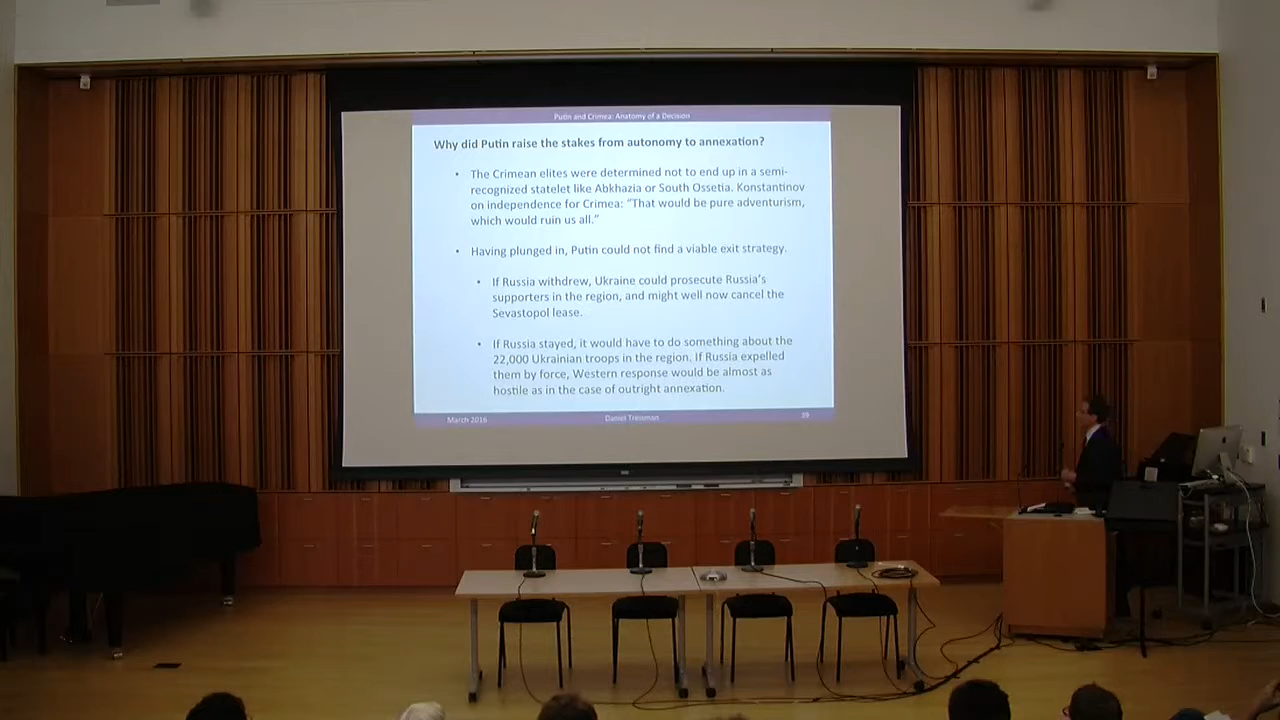 Putin and Crimea: Anatomy of a Decision
Why did Putin raise the stakes from autonomy to annexation?
• The Crimean elites were determined not to end up in a semi-
recognized statelet like Abkhazia or South Ossetia. Konstantinov
on independence for Crimea: “That would be pure adventurism,
which would ruin us all.”
• Having plunged in, Putin could not find a viable exit strategy.
• If Russia withdrew, Ukraine could prosecute Russia’s
supporters in the region, and might well now cancel the
Sevastopol lease.
• If Russia stayed, it would have to do something about the
22,000 Ukrainian troops in the region. If Russia expelled
them by force, Western response would be almost as
hostile as in the case of outright annexation.
March 2016
Daniel Treisman
39